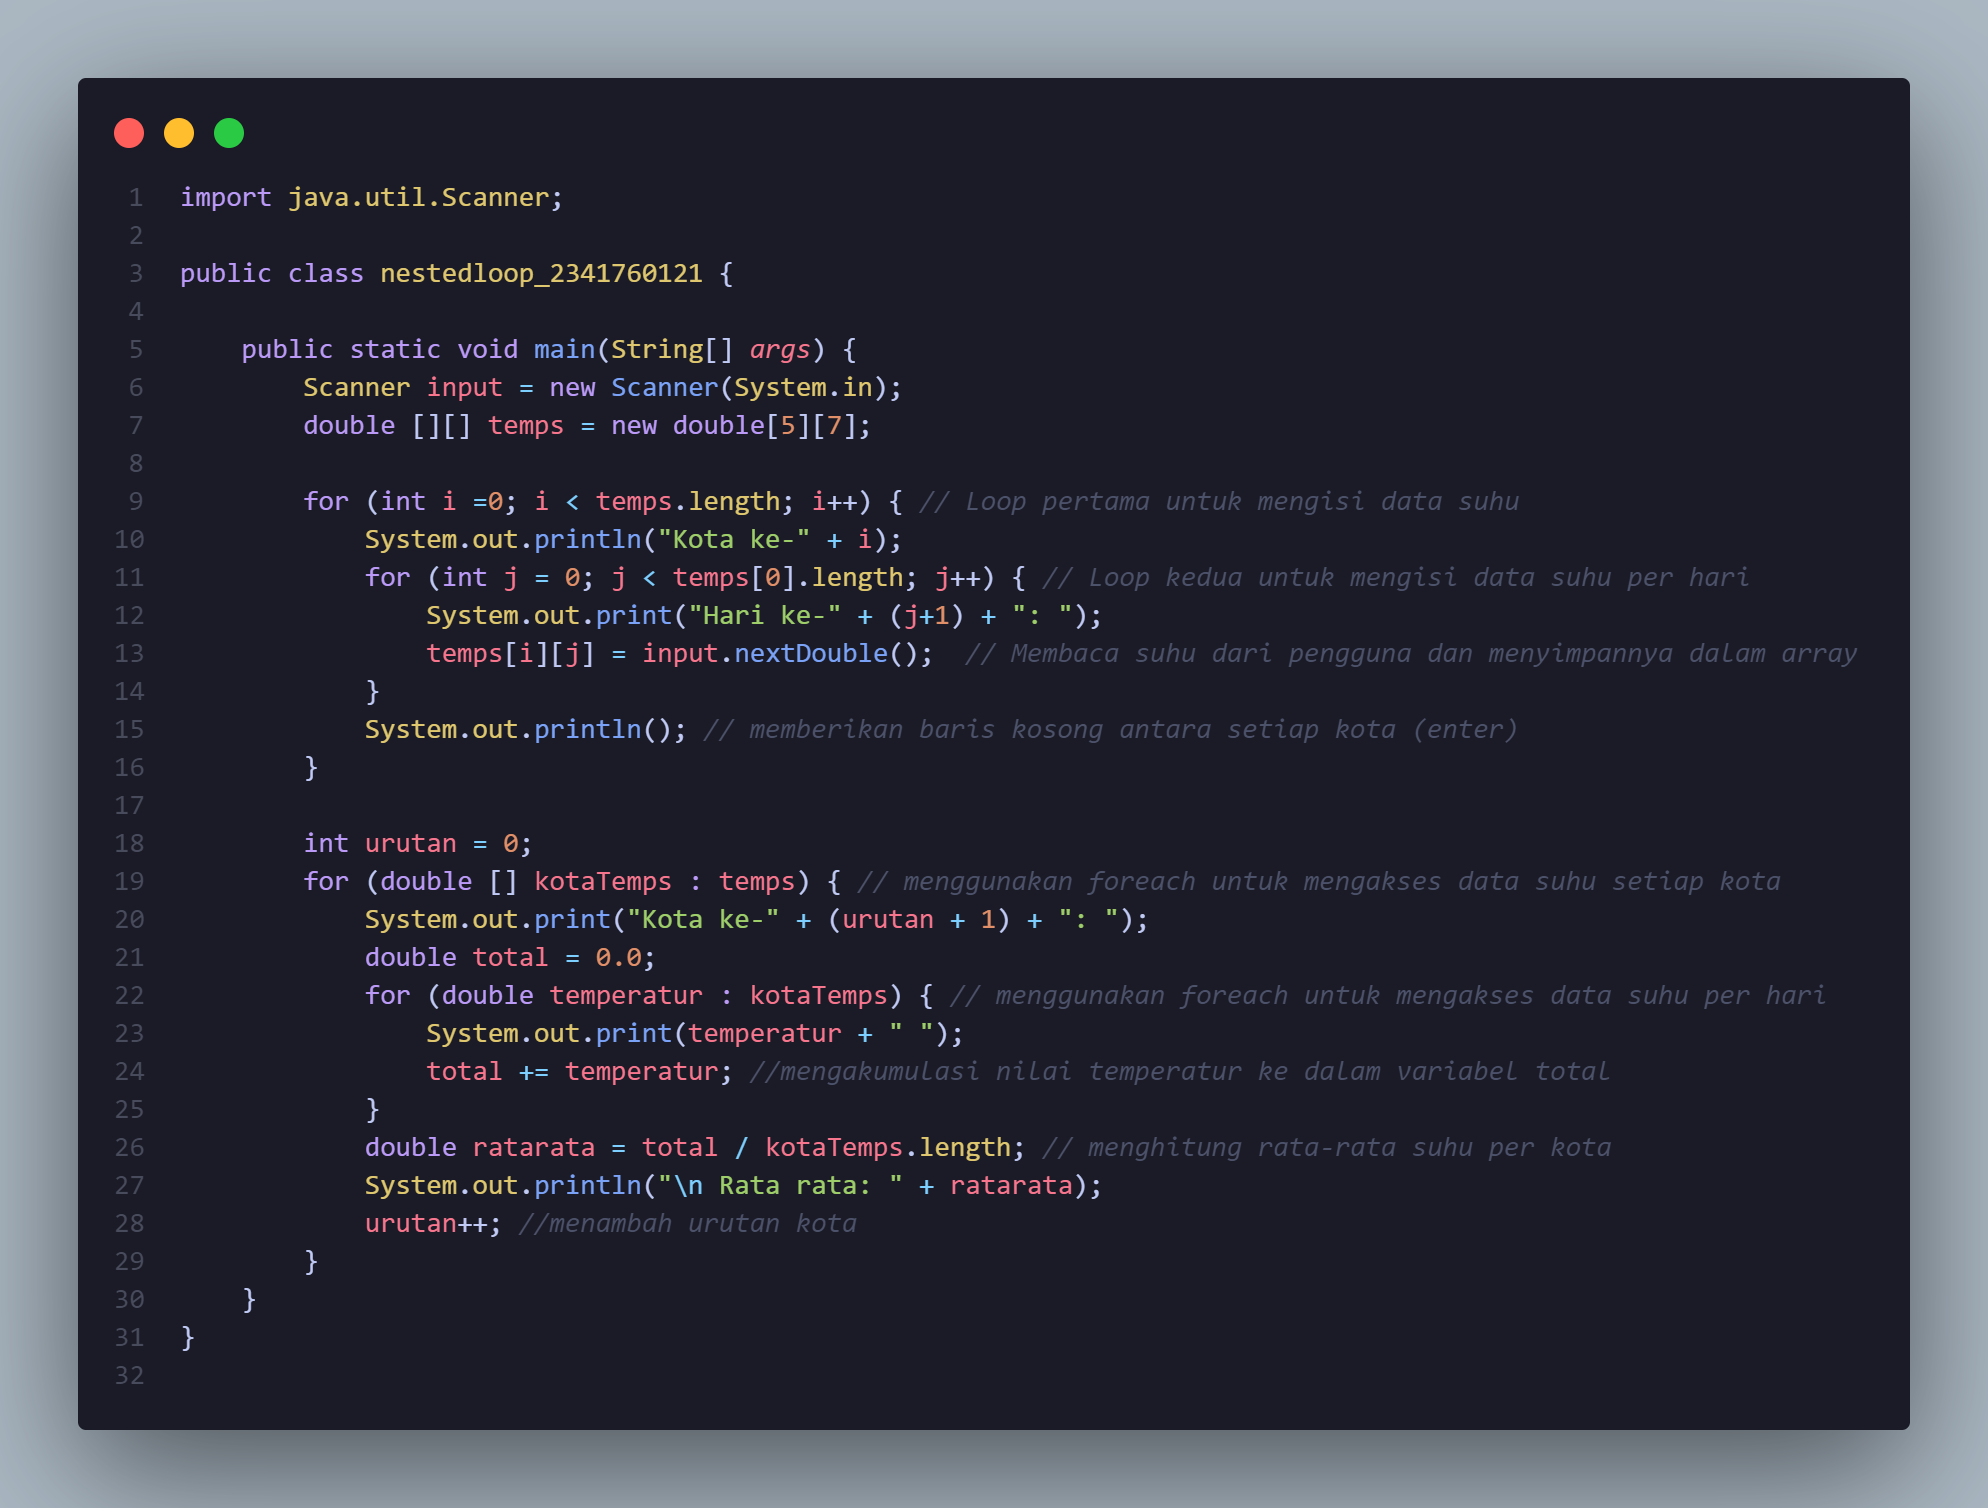 1 import java.util.Scanner;
2
3 public class nestedloop_2341760121 {
4
5     public static void main(String[] args) {
6         Scanner input = new Scanner(System.in);
7         double [][] temps = new double[5][7];
8
9         for (int i =0; i < temps.length; i++) { // Loop pertama untuk mengisi data suhu
10             System.out.println("Kota ke-" + i);
11             for (int j = 0; j < temps[0].length; j++) { // Loop kedua untuk mengisi data suhu per hari
12                 System.out.print("Hari ke-" + (j+1) + ": ");
13                 temps[i][j] = input.nextDouble();  // Membaca suhu dari pengguna dan menyimpannya dalam array
14             }
15             System.out.println(); // memberikan baris kosong antara setiap kota (enter)
16         }
17
18         int urutan = 0;
19         for (double [] kotaTemps : temps) { // menggunakan foreach untuk mengakses data suhu setiap kota
20             System.out.print("Kota ke-" + (urutan + 1) + ": ");
21             double total = 0.0;
22             for (double temperatur : kotaTemps) { // menggunakan foreach untuk mengakses data suhu per hari
23                 System.out.print(temperatur + " ");
24                 total += temperatur; //mengakumulasi nilai temperatur ke dalam variabel total
25             }
26             double ratarata = total / kotaTemps.length; // menghitung rata-rata suhu per kota
27             System.out.println("\n Rata rata: " + ratarata);
28             urutan++; //menambah urutan kota
29         }
30     }
31 }
32